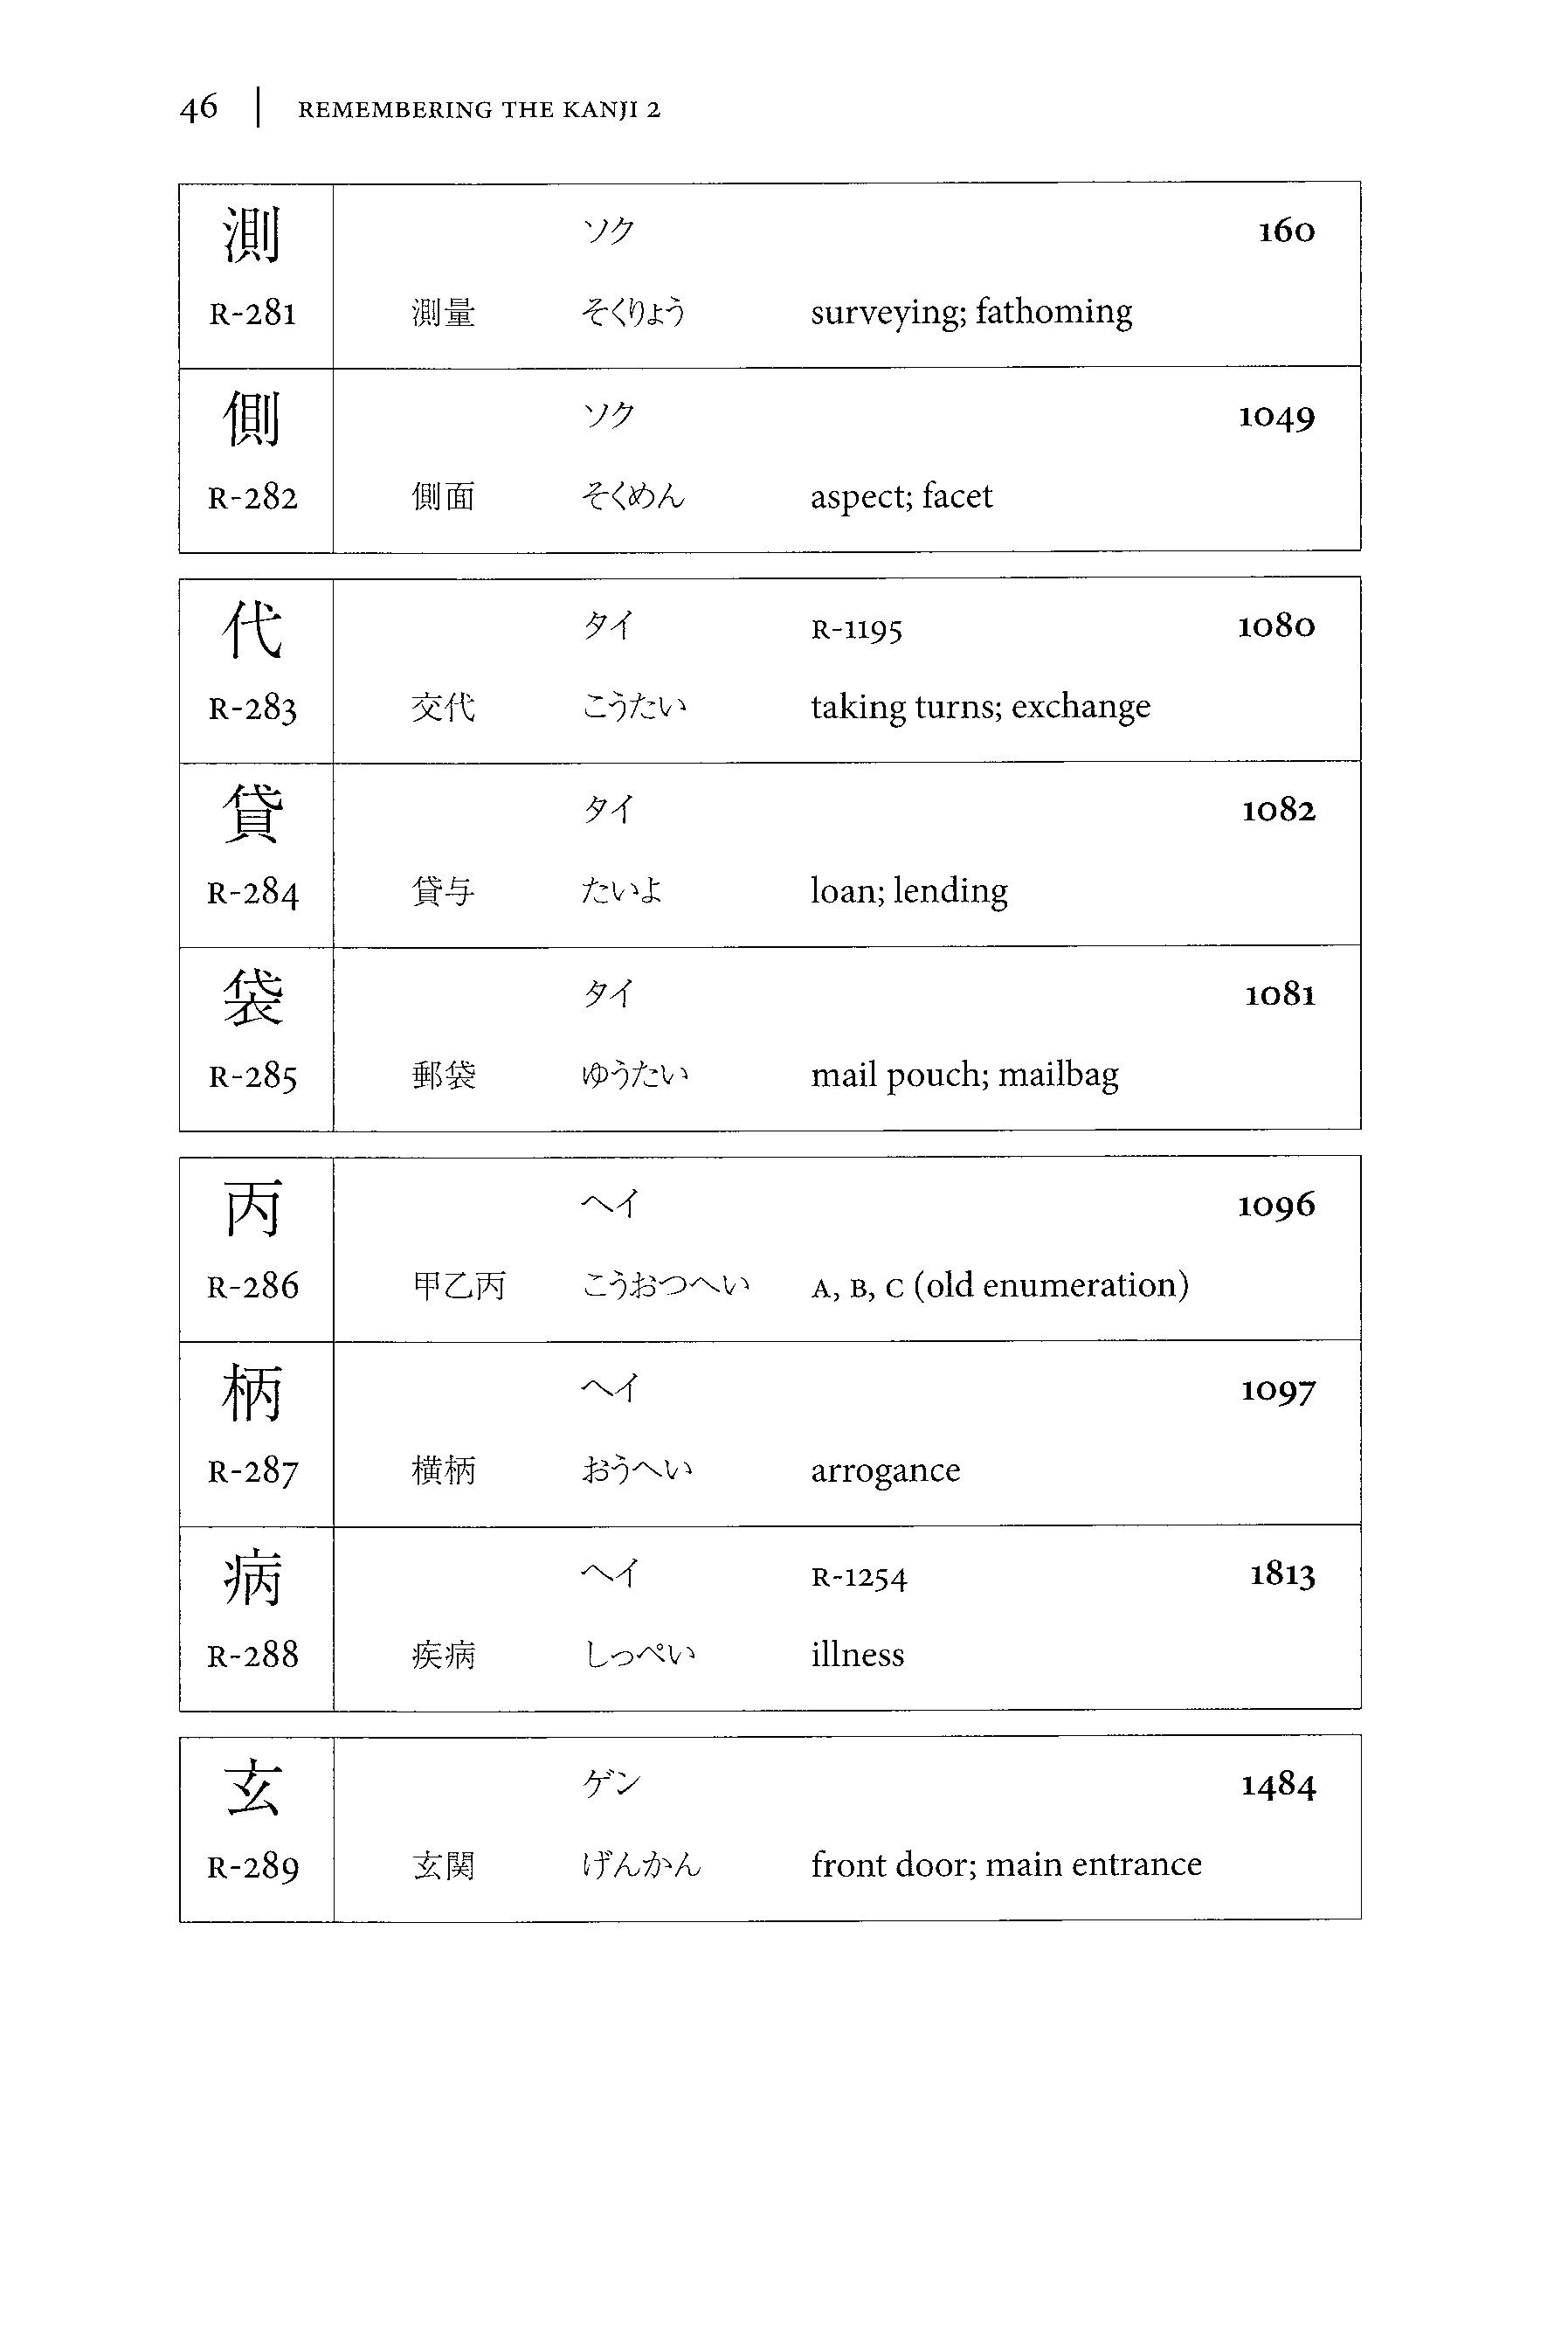 46 | REMEMBERING THE KANJI 2
測 ソク 160
R-281 測量 そくりょう surveying; fathoming
側 ソク 1049
R-282 側面 そくめん aspect; facet
代 タイ R-1195 1080
R-283 交代 こうたい taking turns; exchange
貸 タイ 1082
R-284 貸与 たいよ loan; lending
袋 タイ 1081
R-285 郵袋 ゆうたい mail pouch; mailbag
丙 ヘイ 1096
R-286 甲乙丙 こうおつへい A, B, C (old enumeration)
柄 ヘイ 1097
R-287 横柄 おうへい arrogance
病 ヘイ R-1254 1813
R-288 疾病 しっぺい illness
玄 ゲン 1484
R-289 玄関 げんかん front door; main entrance